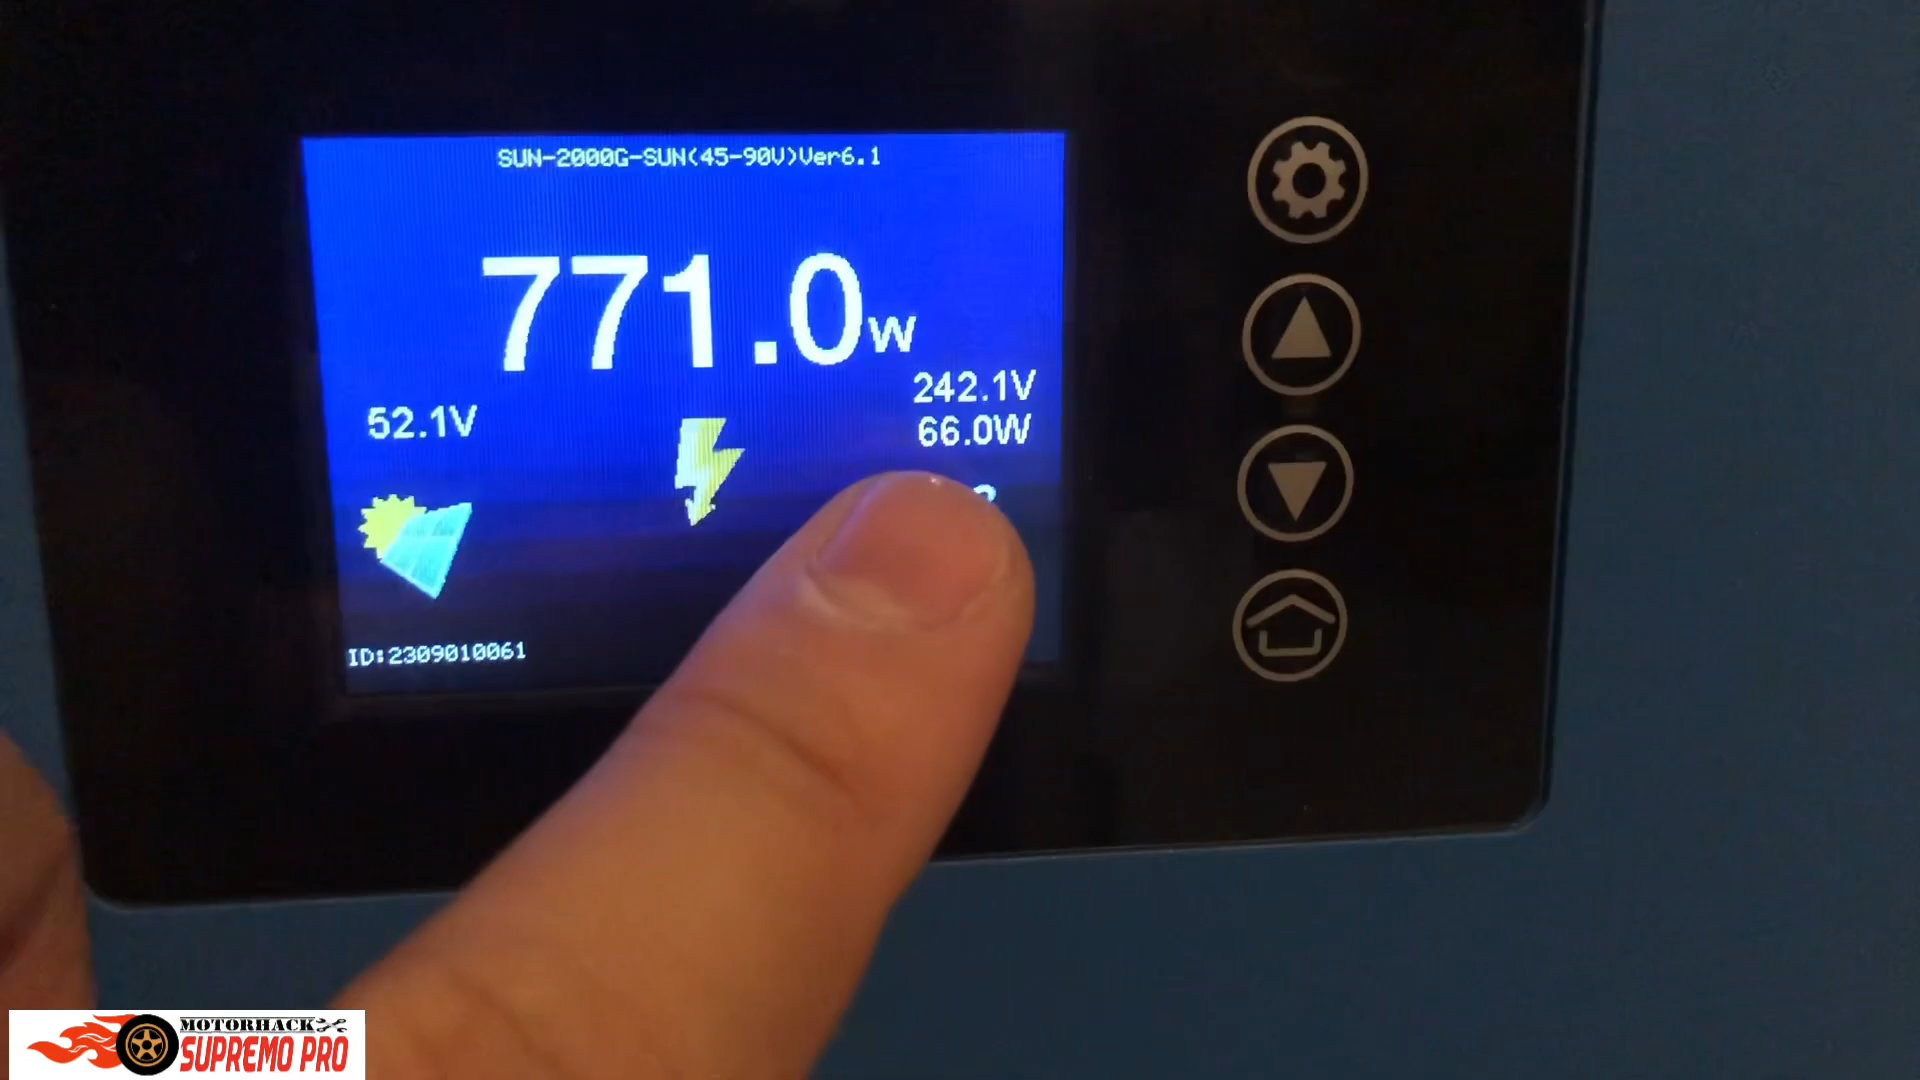 SUN-2000G-SUN(45-90V)Ver6.1
771.0W
242.1V
52.1V
66.0W
ID:2309010061
MOTORHACK
SUPREMO PRO